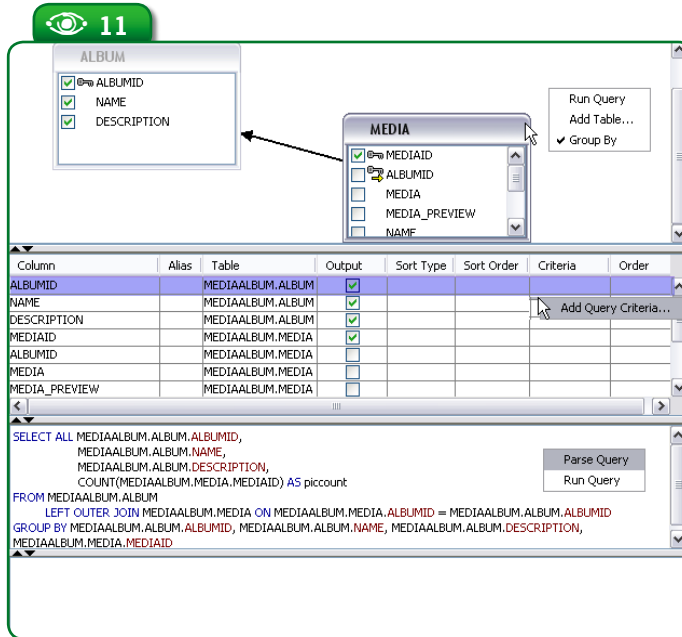 11
ALBUM
ALBUMID
NAME
DESCRIPTION
MEDIA
MEDIAID
ALBUMID
MEDIA
MEDIA_PREVIEW
NAME
Run Query
Add Table...
Group By
Column Alias Table Output Sort Type Sort Order Criteria Order
ALBUMID MEDIAALBUM.ALBUM
NAME MEDIAALBUM.ALBUM
Add Query Criteria...
DESCRIPTION MEDIAALBUM.ALBUM
MEDIAID MEDIAALBUM.MEDIA
ALBUMID MEDIAALBUM.MEDIA
MEDIA MEDIAALBUM.MEDIA
MEDIA_PREVIEW MEDIAALBUM.MEDIA
SELECT ALL MEDIAALBUM.ALBUM.ALBUMID,
MEDIAALBUM.ALBUM.NAME,
MEDIAALBUM.ALBUM.DESCRIPTION,
COUNT(MEDIAALBUM.MEDIA.MEDIAID) AS piccount
FROM MEDIAALBUM.ALBUM
LEFT OUTER JOIN MEDIAALBUM.MEDIA ON MEDIAALBUM.MEDIA.ALBUMID = MEDIAALBUM.ALBUM.ALBUMID
GROUP BY MEDIAALBUM.ALBUM.ALBUMID, MEDIAALBUM.ALBUM.NAME, MEDIAALBUM.ALBUM.DESCRIPTION,
MEDIAALBUM.MEDIA.MEDIAID
Parse Query
Run Query